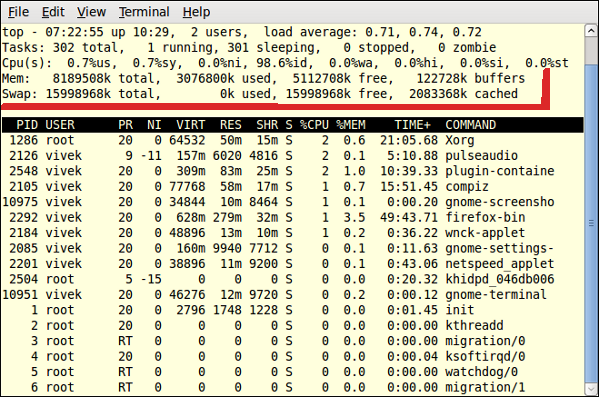 File Edit View Terminal Help
top - 07:22:55 up 10:29, 2 users, load average: 0.71, 0.74, 0.72
Tasks: 302 total, 1 running, 301 sleeping, 0 stopped, 0 zombie
Cpu(s): 0.7%us, 0.7%sy, 0.0%ni, 98.6%id, 0.0%wa, 0.0%hi, 0.0%si, 0.0%st
Mem: 8189508k total, 3076800k used, 5112708k free, 122728k buffers
Swap: 15998968k total, 0k used, 15998968k free, 2083368k cached
PID USER PR NI VIRT RES SHR S %CPU %MEM TIME+ COMMAND
1286 root 20 0 64532 50m 15m S 2 0.6 21:05.68 Xorg
2126 vivek 9 -11 157m 6020 4816 S 2 0.1 5:10.88 pulseaudio
2548 vivek 20 0 309m 83m 25m S 2 1.0 10:39.33 plugin-containe
2105 vivek 20 0 77768 58m 17m S 1 0.7 15:51.45 compiz
10975 vivek 20 0 34844 10m 8464 S 1 0.1 0:00.20 gnome-screensho
2292 vivek 20 0 628m 279m 32m S 1 3.5 49:43.71 firefox-bin
2184 vivek 20 0 48896 13m 10m S 1 0.2 0:36.22 wnck-applet
2085 vivek 20 0 160m 9940 7712 S 0 0.1 0:11.63 gnome-settings-
2201 vivek 20 0 38896 11m 9200 S 0 0.1 0:43.06 netspeed_applet
2504 root 5 -15 0 0 0 S 0 0.0 0:20.32 khidpd_046db006
10951 vivek 20 0 46276 12m 9720 S 0 0.2 0:00.12 gnome-terminal
1 root 20 0 2796 1748 1228 S 0 0.0 0:01.45 init
2 root 20 0 0 0 0 S 0 0.0 0:00.00 kthreadd
3 root RT 0 0 0 0 S 0 0.0 0:00.00 migration/0
4 root 20 0 0 0 0 S 0 0.0 0:00.04 ksoftirqd/0
5 root RT 0 0 0 0 S 0 0.0 0:00.00 watchdog/0
6 root RT 0 0 0 0 S 0 0.0 0:00.00 migration/1